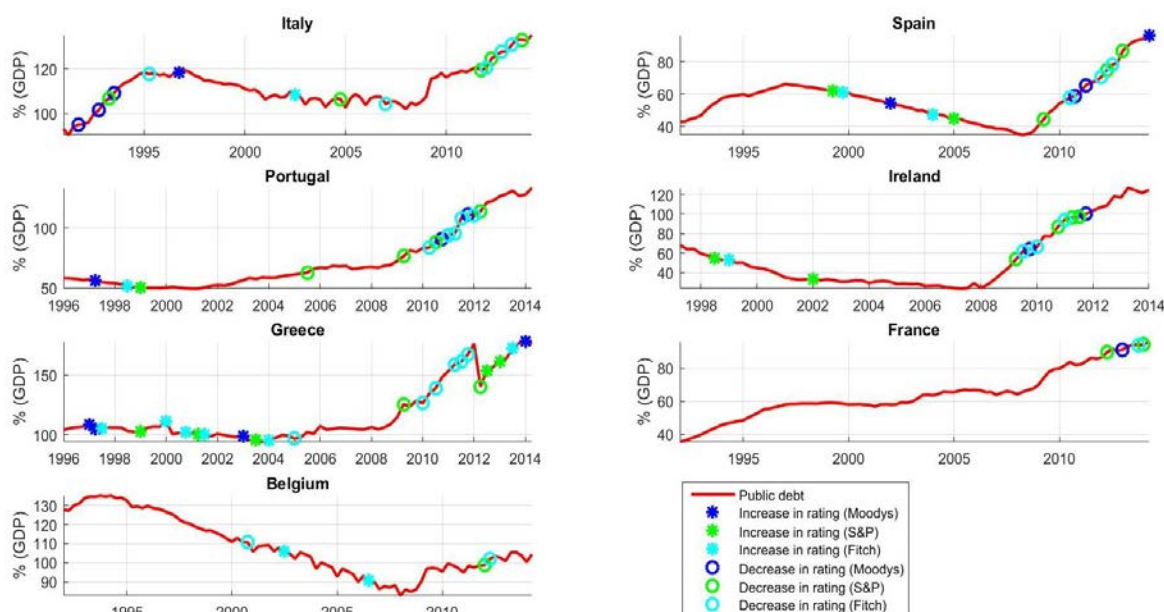 Italy
% (GDP)
120
100
1995 2000 2005 2010
Spain
% (GDP)
80
60
40
1995 2000 2005 2010
Portugal
% (GDP)
100
50
1996 1998 2000 2002 2004 2006 2008 2010 2012 2014
Ireland
% (GDP)
120
100
80
60
40
1998 2000 2002 2004 2006 2008 2010 2012 2014
Greece
% (GDP)
150
100
1996 1998 2000 2002 2004 2006 2008 2010 2012 2014
France
% (GDP)
80
60
40
1995 2000 2005 2010
Belgium
% (GDP)
130
120
110
100
90
1995 2000 2005 2010
Public debt
Increase in rating (Moodys)
Increase in rating (S&P)
Increase in rating (Fitch)
Decrease in rating (Moodys)
Decrease in rating (S&P)
Decrease in rating (Fitch)